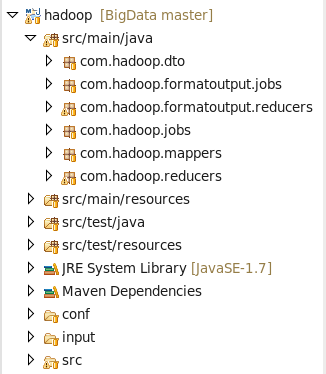 hadoop [BigData master]
src/main/java
com.hadoop.dto
com.hadoop.formatoutput.jobs
com.hadoop.formatoutput.reducers
com.hadoop.jobs
com.hadoop.mappers
com.hadoop.reducers
src/main/resources
src/test/java
src/test/resources
JRE System Library [JavaSE-1.7]
Maven Dependencies
conf
input
src